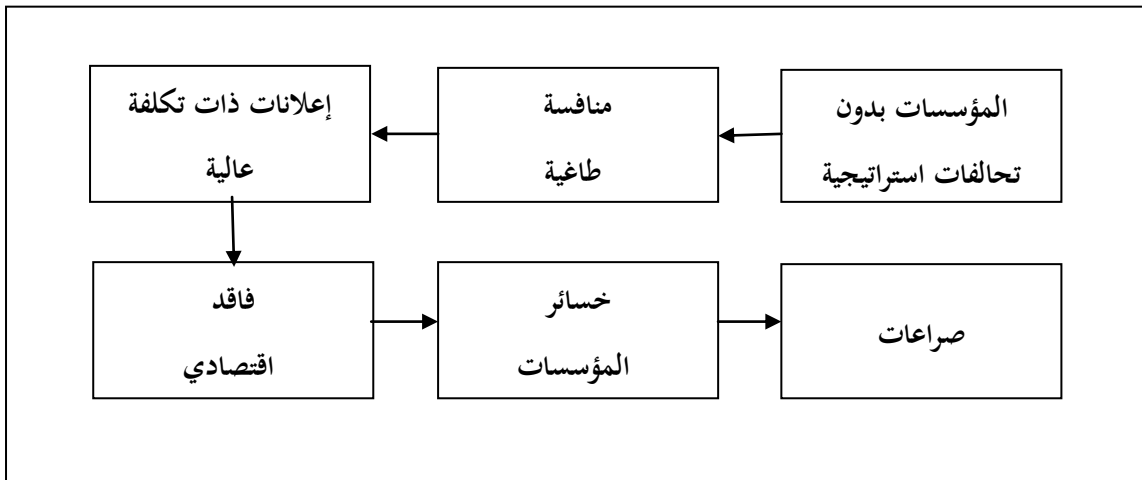 المؤسسات بدون
تحالفات استراتيجية
منافسة
طاغية
إعلانات ذات تكلفة
عالية
فاقد
اقتصادي
خسائر
المؤسسات
صراعات